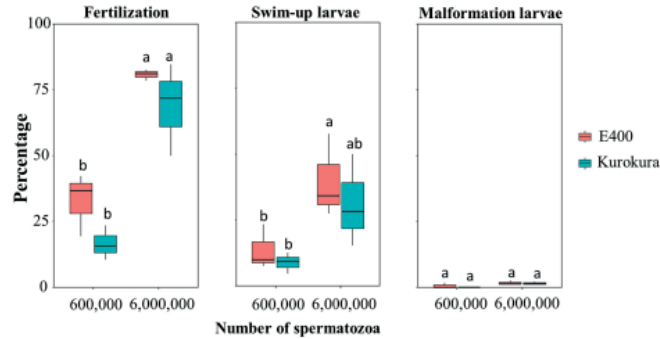 Fertilization Swim-up larvae Malformation larvae
100
75
50
25
0
Percentage
a a
b
b
a
ab
b
b
a a a a
E400
Kurokura
600,000 6,000,000 600,000 6,000,000 600,000 6,000,000
Number of spermatozoa